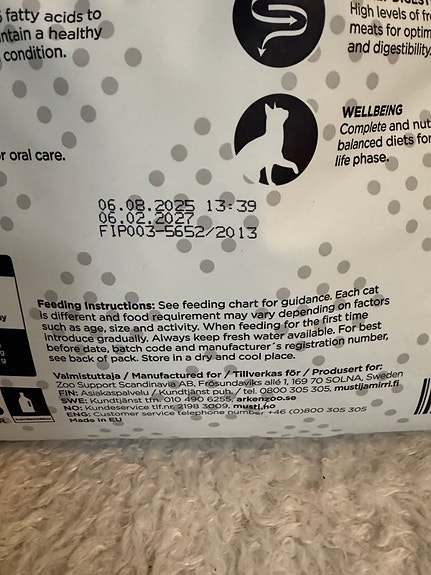 fatty acids to
ntain a healthy
condition.
High levels of fr
meats for optim
and digestibility
WELLBEING
Complete and nut
balanced diets for
life phase.
r oral care.
06.08.2025 13:39
06.02.2027
FIP003-5652/2013
Feeding Instructions: See feeding chart for guidance. Each cat
is different and food requirement may vary depending on factors
such as age, size and activity. When feeding for the first time
introduce gradually. Always keep fresh water available. For best
before date, batch code and manufacturer´s registration number,
see back of pack. Store in a dry and cool place.
Valmistuttaja / Manufactured for / Tillverkas för / Produsert for:
Zoo Support Scandinavia AB, Frösundaviks allé 1, 169 70 SOLNA, Sweden
FIN: Asiakaspalvelu / Kundtjänst puh./ tel. 0800 305 305, mustijamirri.fi
SWE: Kundtjänst tfn. 010 490 6255, arkenzoo.se
NO: Kundeservice tlf.nr. 2198 3009, musti.no
ENG: Customer service telephone number +46 (0)800 305 305
Made in EU